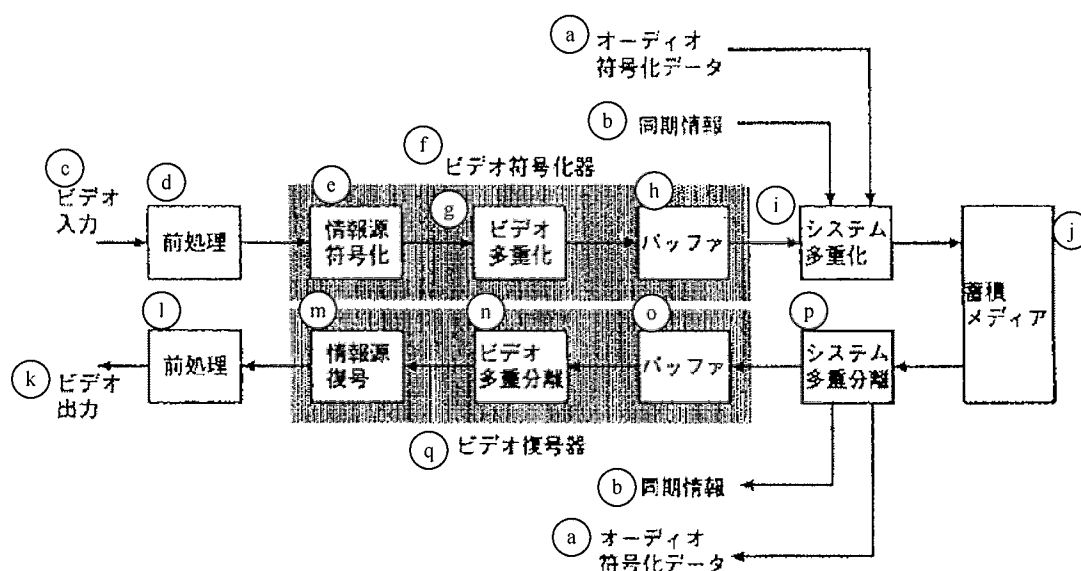 a
オーディオ
符号化データ
b
同期情報
f
ビデオ符号化器
c
ビデオ
入力
d
前処理
e
情報源
符号化
g
ビデオ
多重化
h
バッファ
i
システム
多重化
j
蓄積
メディア
k
ビデオ
出力
l
前処理
m
情報源
復号
n
ビデオ
多重分離
o
バッファ
p
システム
多重分離
q
ビデオ復号器
b
同期情報
a
オーディオ
符号化データ